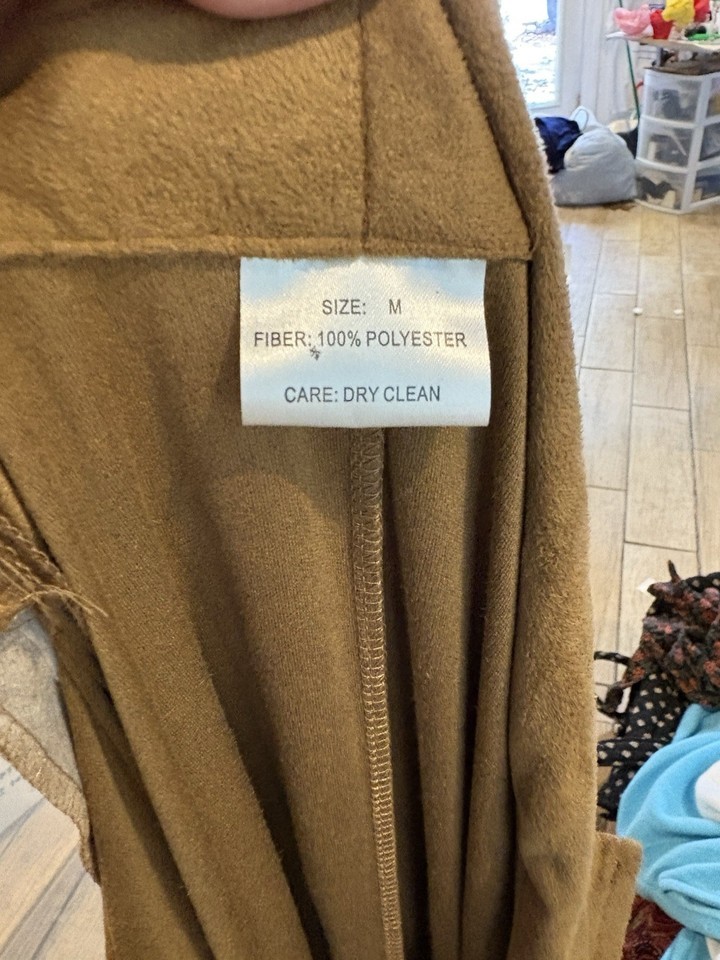 SIZE: M
FIBER: 100% POLYESTER
CARE: DRY CLEAN